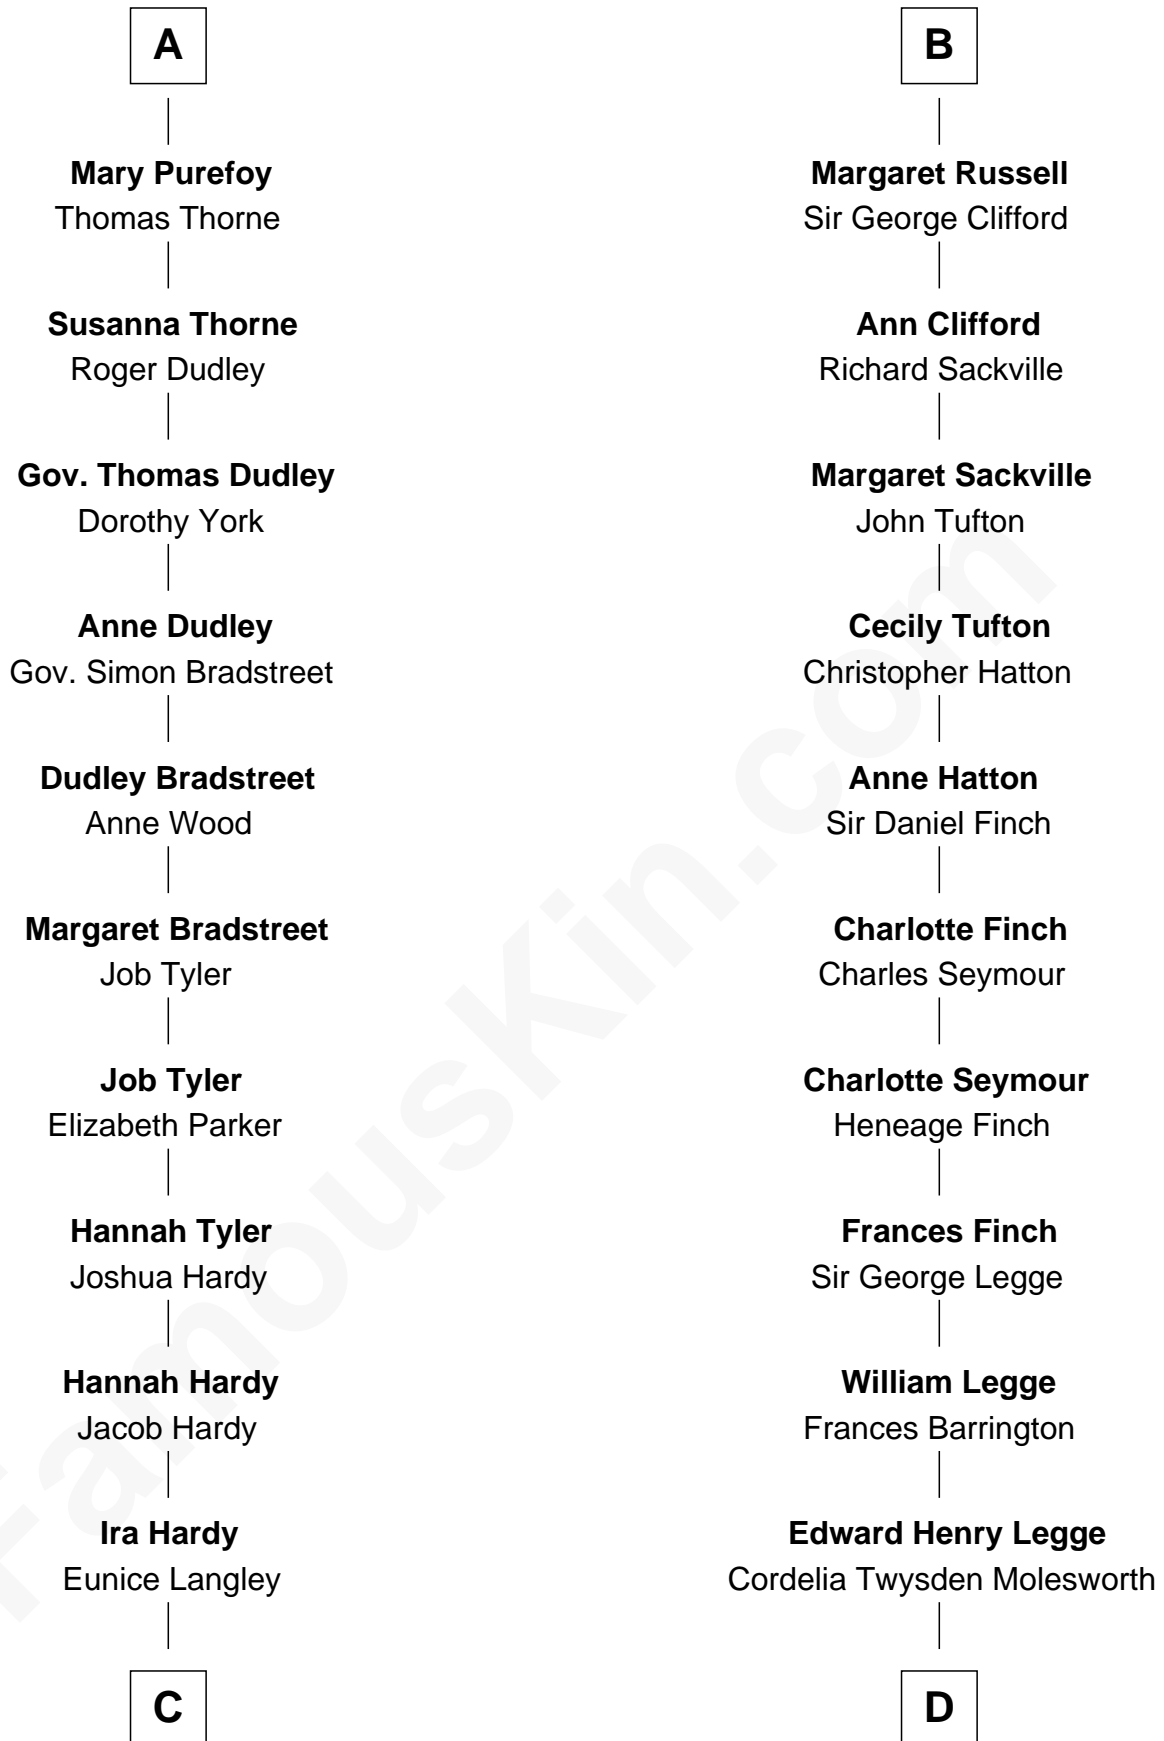 A
Mary Purefoy
Thomas Thorne
Susanna Thorne
Roger Dudley
Gov. Thomas Dudley
Dorothy York
Anne Dudley
Gov. Simon Bradstreet
Dudley Bradstreet
Anne Wood
Margaret Bradstreet
Job Tyler
Job Tyler
Elizabeth Parker
Hannah Tyler
Joshua Hardy
Hannah Hardy
Jacob Hardy
Ira Hardy
Eunice Langley
C
B
Margaret Russell
Sir George Clifford
Ann Clifford
Richard Sackville
Margaret Sackville
John Tufton
Cecily Tufton
Christopher Hatton
Anne Hatton
Sir Daniel Finch
Charlotte Finch
Charles Seymour
Charlotte Seymour
Heneage Finch
Frances Finch
Sir George Legge
William Legge
Frances Barrington
Edward Henry Legge
Cordelia Twysden Molesworth
D
FamousKin.com